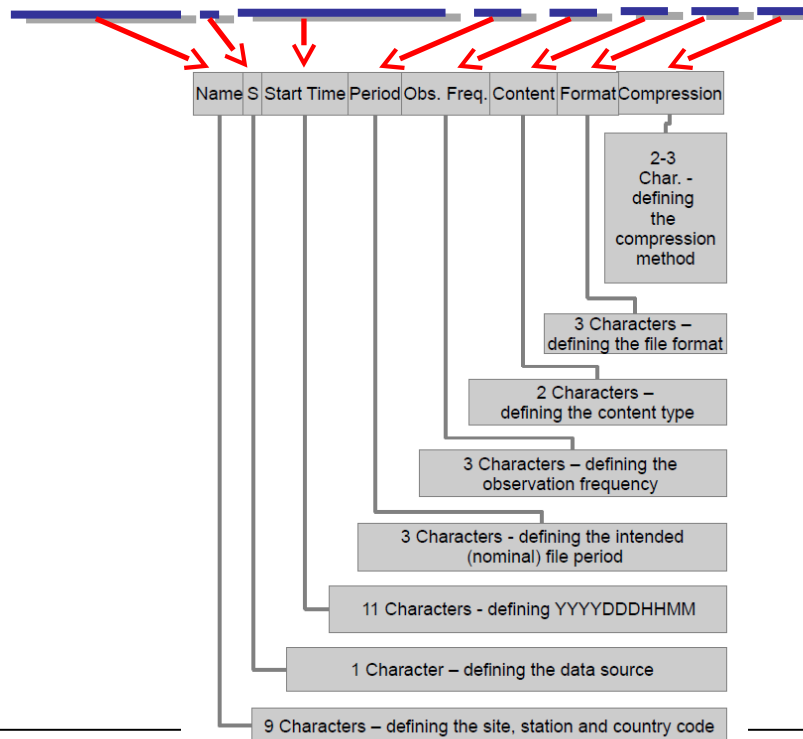 Name S Start Time Period Obs. Freq. Content Format Compression
2-3
Char. -
defining
the
compression
method
3 Characters –
defining the file format
2 Characters –
defining the content type
3 Characters – defining the
observation frequency
3 Characters - defining the intended
(nominal) file period
11 Characters - defining YYYYDDDHHMM
1 Character – defining the data source
9 Characters – defining the site, station and country code